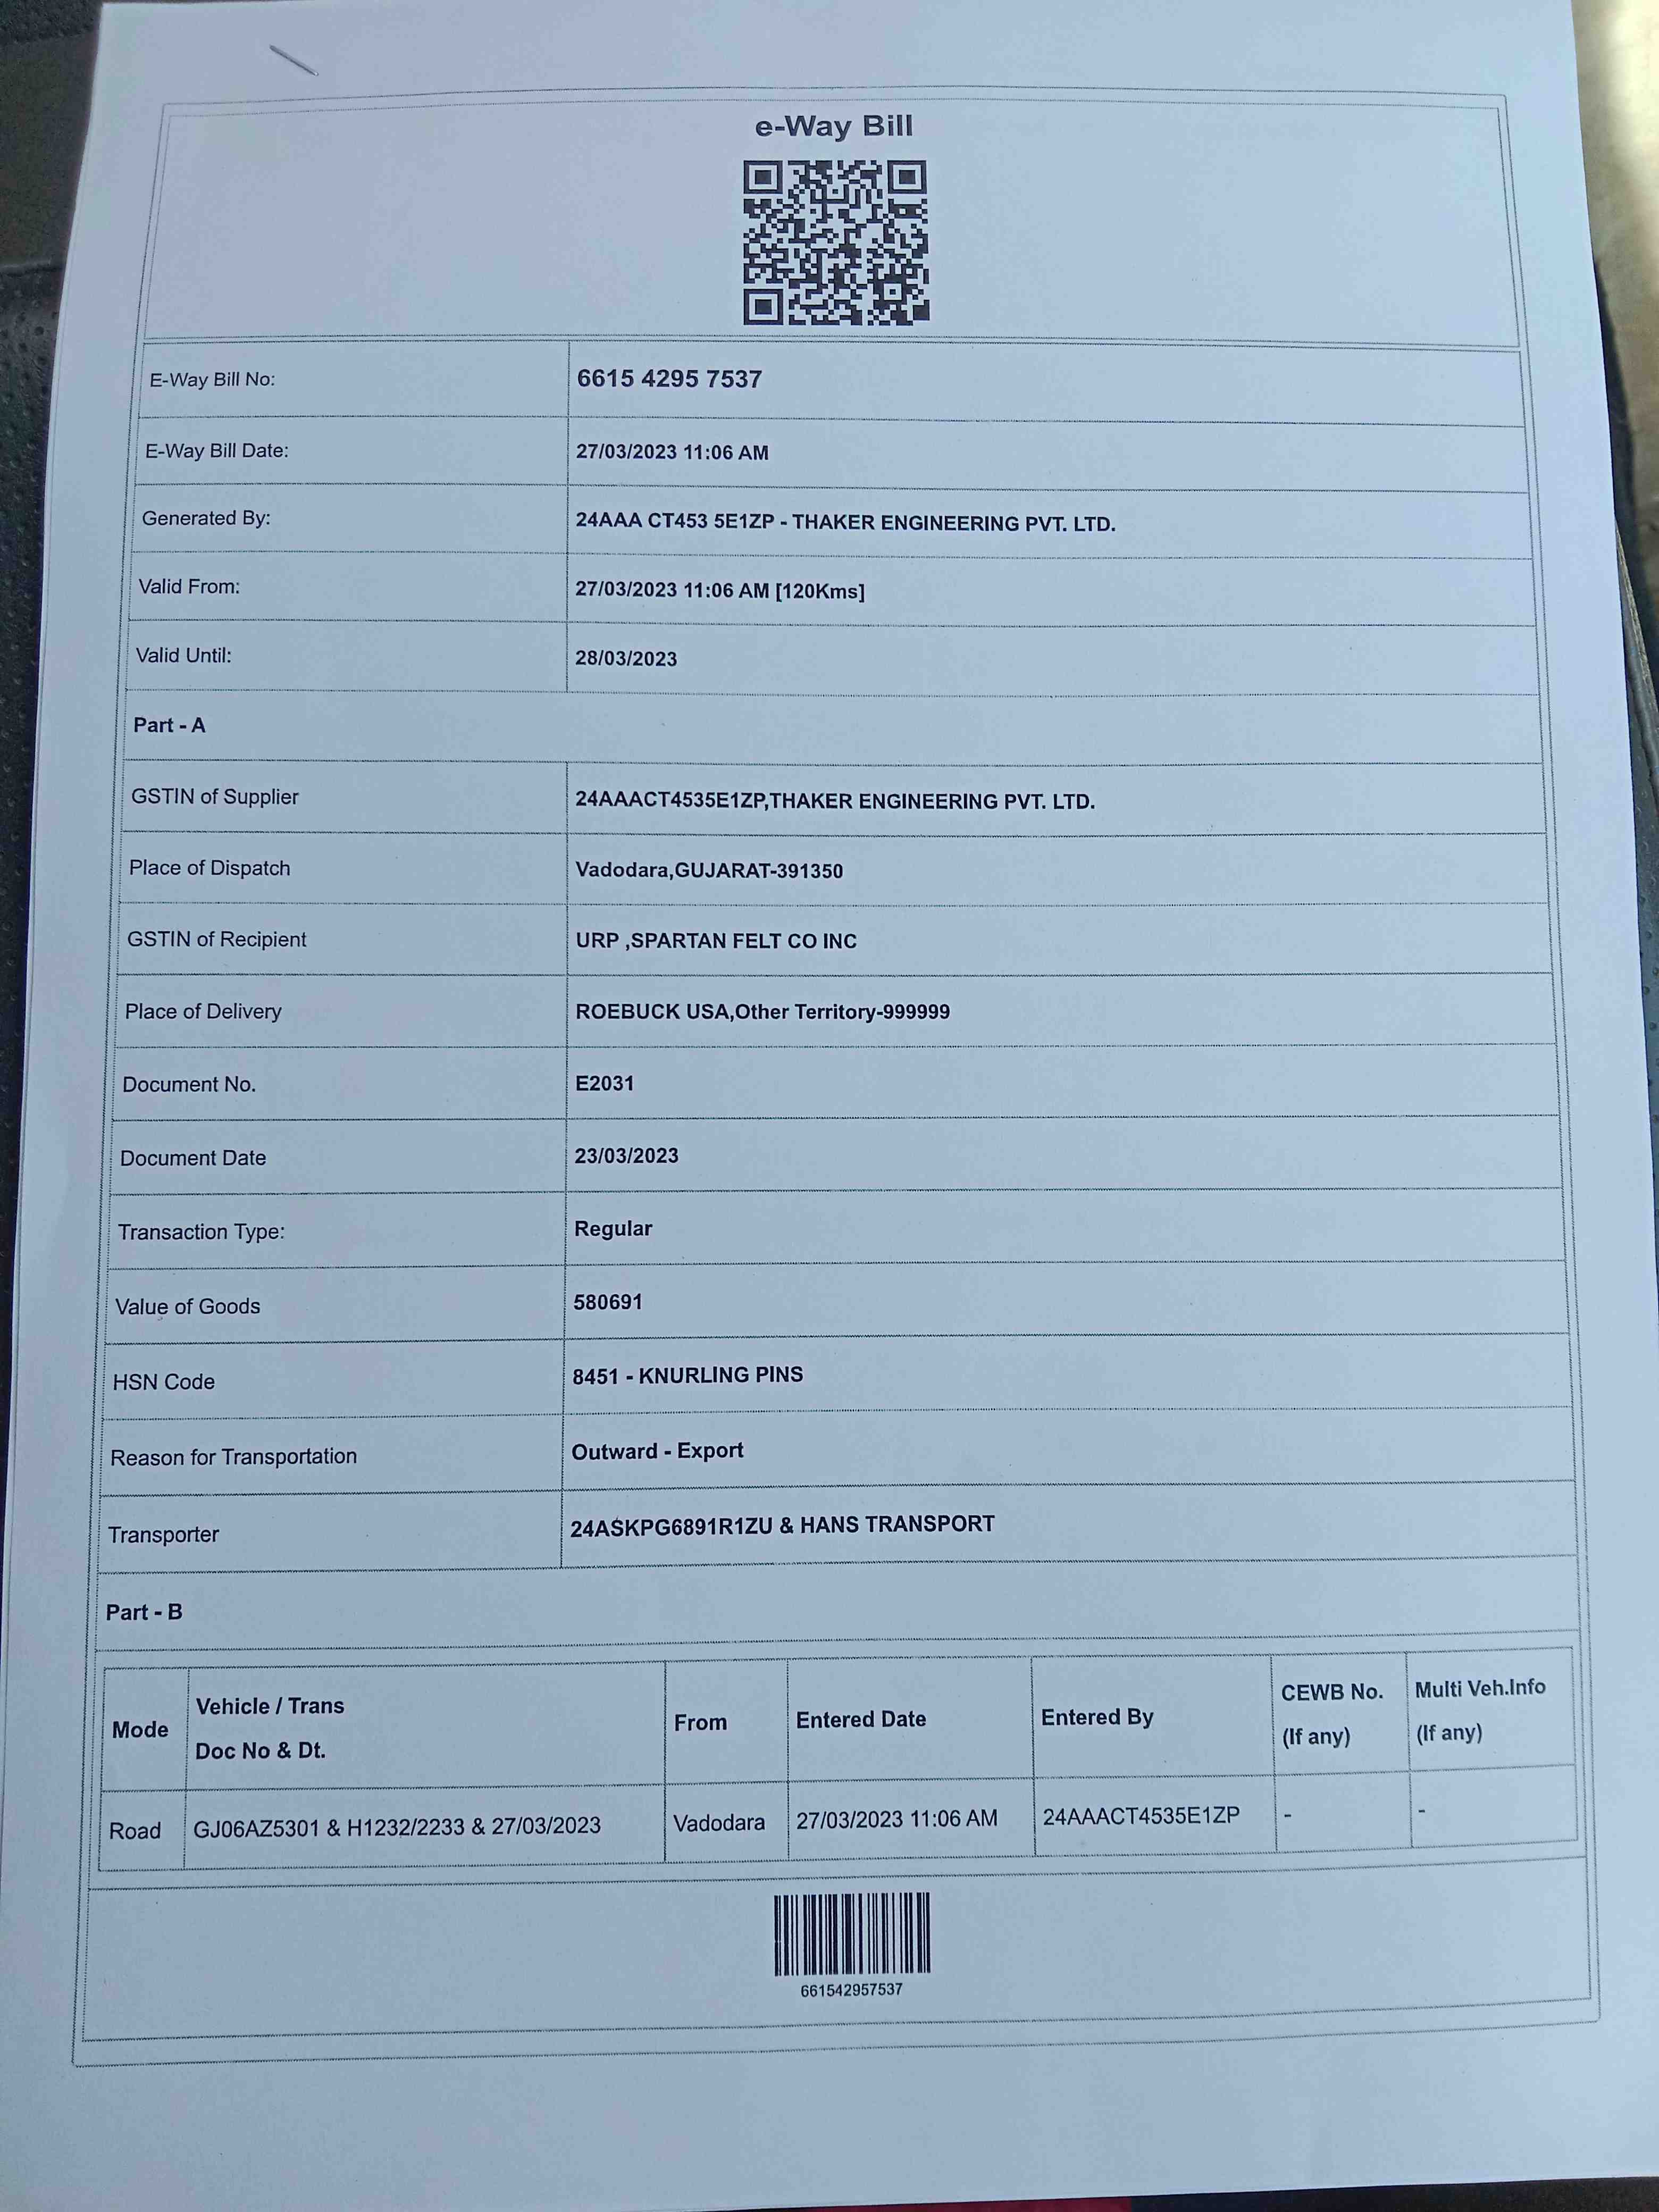 e-Way Bill
E-Way Bill No: 6615 4295 7537
E-Way Bill Date: 27/03/2023 11:06 AM
Generated By: 24AAA CT453 5E1ZP - THAKER ENGINEERING PVT. LTD.
Valid From: 27/03/2023 11:06 AM [120Kms]
Valid Until: 28/03/2023
Part - A
GSTIN of Supplier 24AAACT4535E1ZP,THAKER ENGINEERING PVT. LTD.
Place of Dispatch Vadodara,GUJARAT-391350
GSTIN of Recipient URP ,SPARTAN FELT CO INC
Place of Delivery ROEBUCK USA,Other Territory-999999
Document No. E2031
Document Date 23/03/2023
Transaction Type: Regular
Value of Goods 580691
HSN Code 8451 - KNURLING PINS
Reason for Transportation Outward - Export
Transporter 24ASKPG6891R1ZU & HANS TRANSPORT
Part - B
Mode Vehicle / Trans Doc No & Dt. From Entered Date Entered By CEWB No. (If any) Multi Veh.Info (If any)
Road GJ06AZ5301 & H1232/2233 & 27/03/2023 Vadodara 27/03/2023 11:06 AM 24AAACT4535E1ZP - -
661542957537